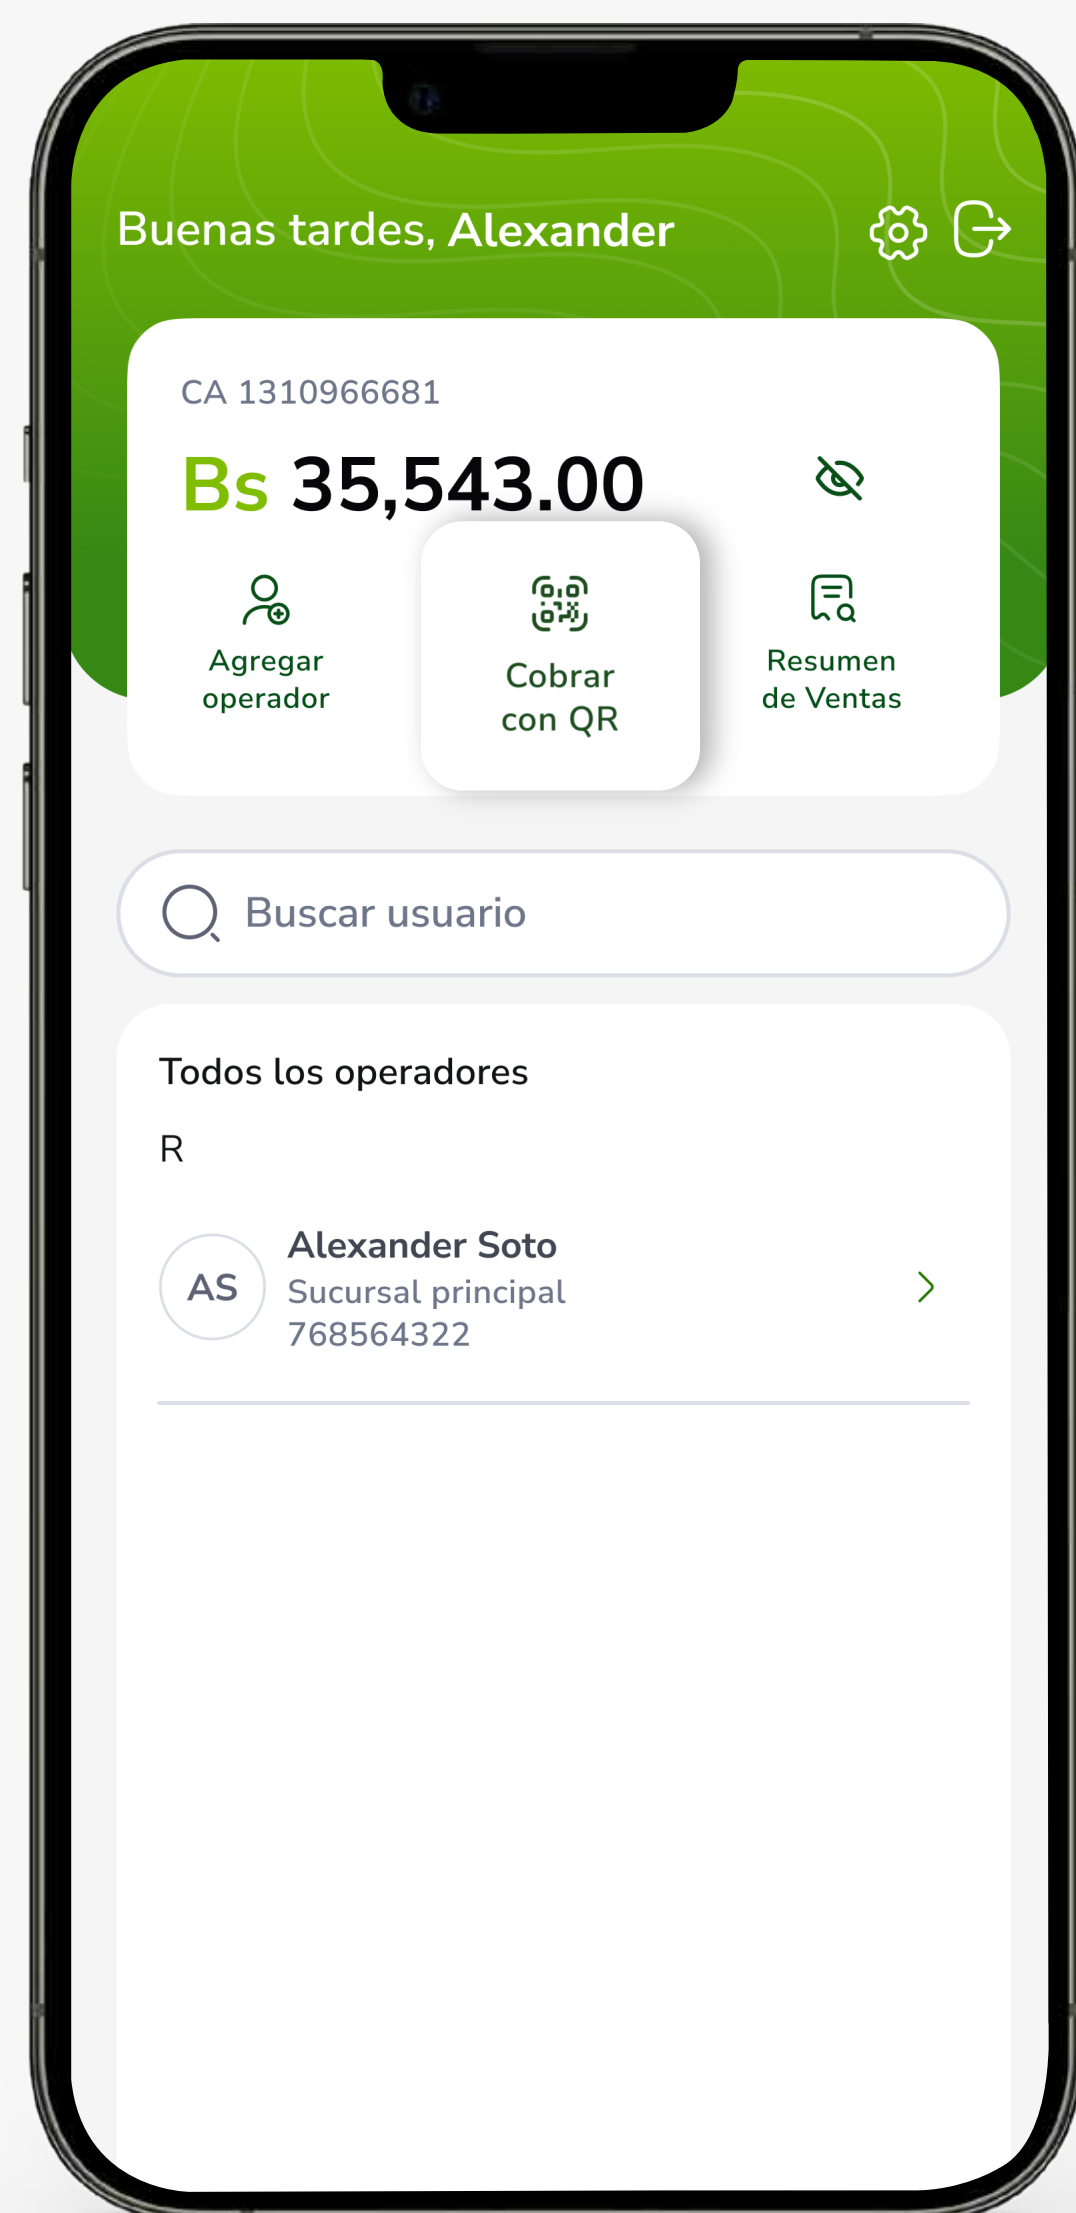 Buenas tardes, Alexander
CA 1310966681
Bs 35,543.00
Agregar
operador
Cobrar
con QR
Resumen
de Ventas
Buscar usuario
Todos los operadores
R
AS
Alexander Soto
Sucursal principal
768564322